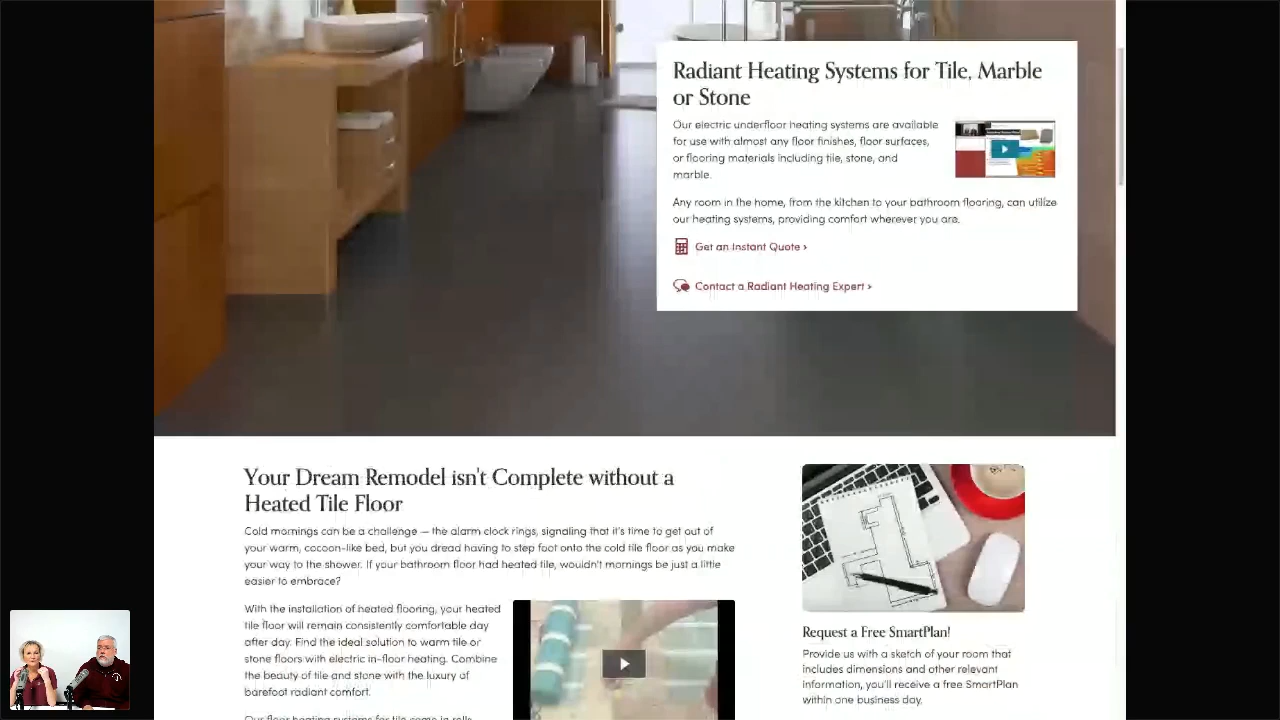 Radiant Heating Systems for Tile, Marble
or Stone
Our electric underfloor heating systems are available
for use with almost any floor finishes, floor surfaces,
or flooring materials including tile, stone, and
marble.
Any room in the home, from the kitchen to your bathroom flooring, can utilize
our heating systems, providing comfort wherever you are.
Get an Instant Quote ›
Contact a Radiant Heating Expert ›
Your Dream Remodel isn't Complete without a
Heated Tile Floor
Cold mornings can be a challenge — the alarm clock rings, signaling that it's time to get out of
your warm, cocoon-like bed, but you dread having to step foot onto the cold tile floor as you make
your way to the shower. If your bathroom floor had heated tile, wouldn't mornings be just a little
easier to embrace?
With the installation of heated flooring, your heated
tile floor will remain consistently comfortable day
after day. Find the ideal solution to warm tile or
stone floors with electric in-floor heating. Combine
the beauty of tile and stone with the luxury of
barefoot radiant comfort.
Our floor heating systems for tile come in rolls,
Request a Free SmartPlan!
Provide us with a sketch of your room that
includes dimensions and other relevant
information, you'll receive a free SmartPlan
within one business day.